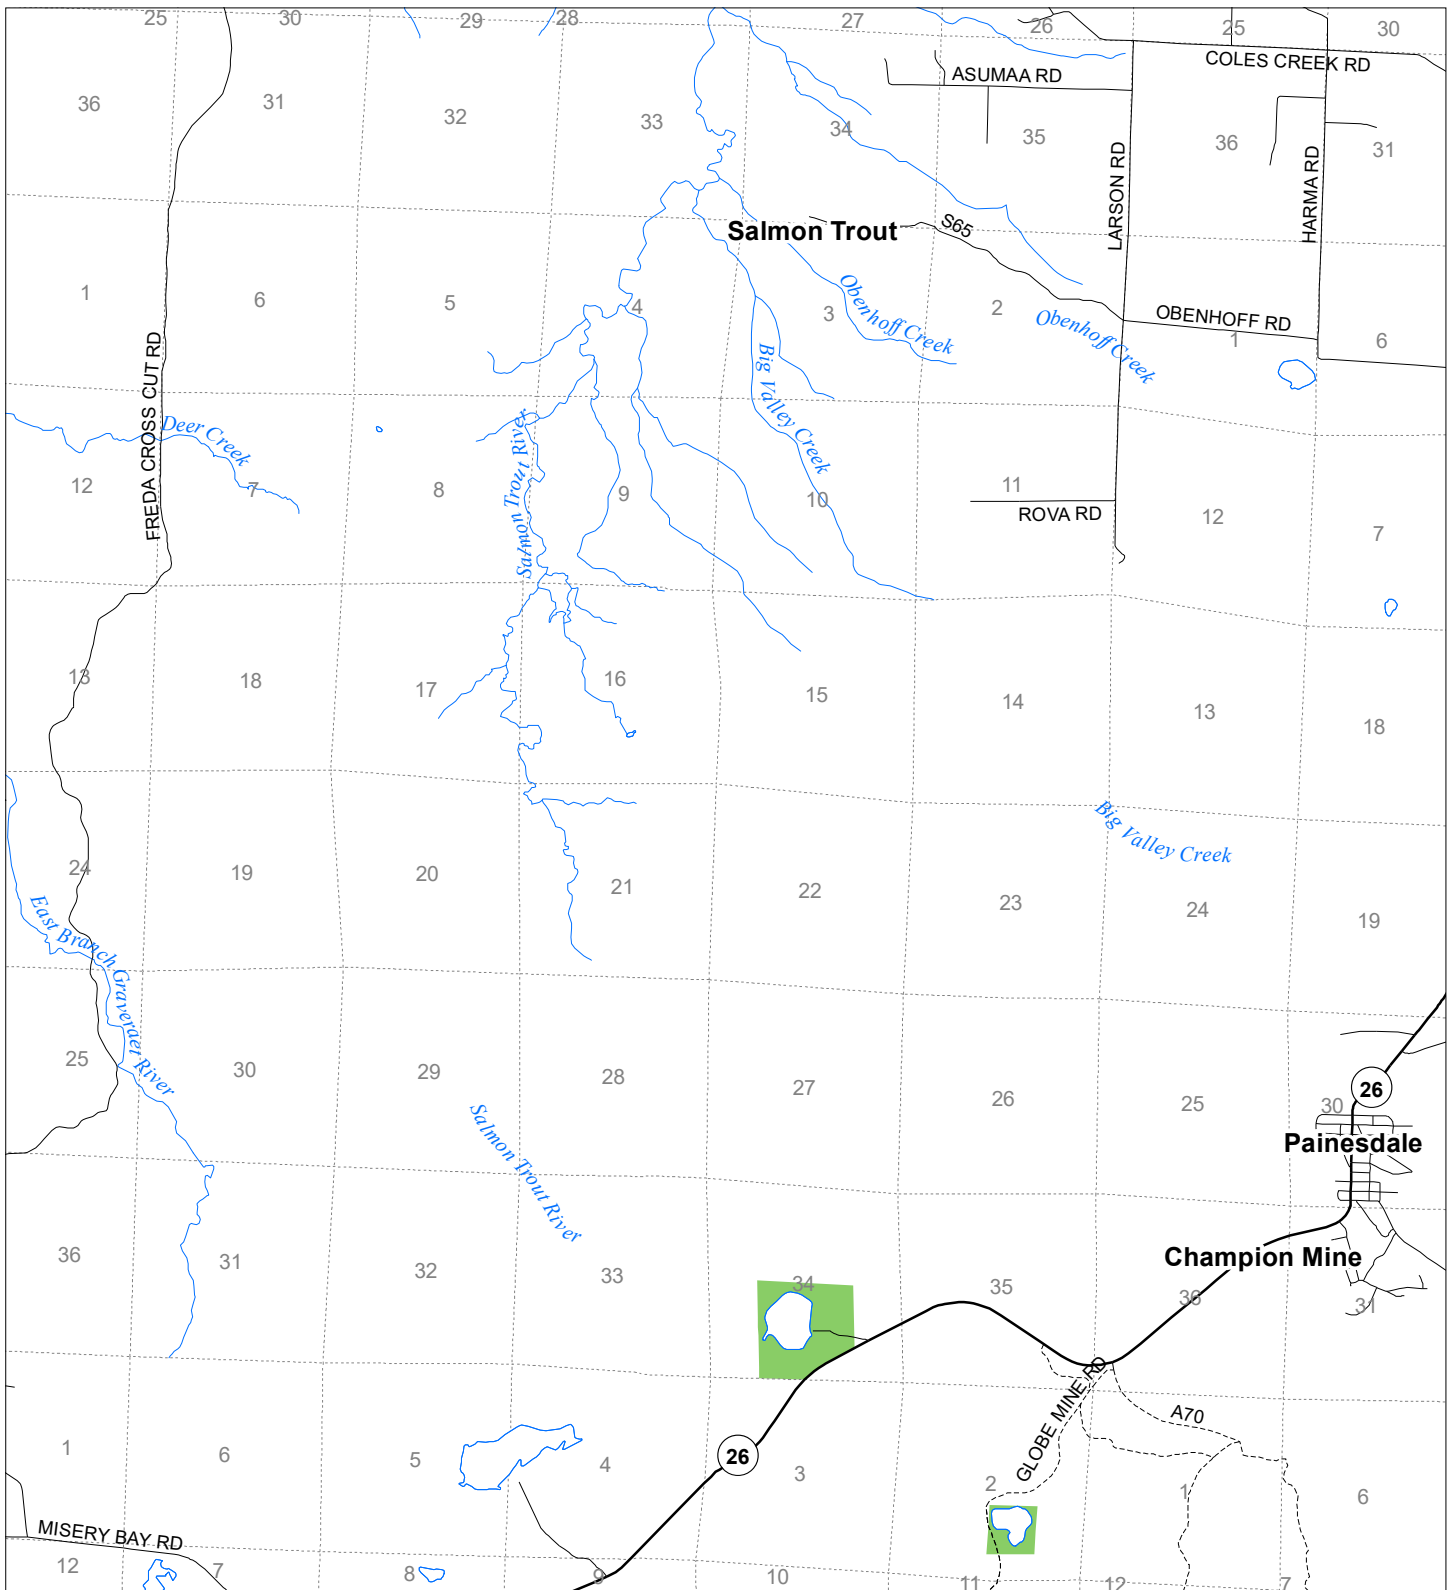 25 30 29 28 27 26 25 30
COLES CREEK RD
ASUMAA RD
36 31 32 33 34 35 36 31
LARSON RD
HARMA RD
Salmon Trout
S65
1 6 5 4 3 2 1 6
Obenhoff Creek
Obenhoff Creek
OBENHOFF RD
FREDA CROSS CUT RD
Big Valley Creek
Deer Creek
Salmon Trout River
12 7 8 9 10 11 12 7
ROVA RD
13 18 17 16 15 14 13 18
Big Valley Creek
24 19 20 21 22 23 24 19
East Branch Graveraet River
25 30 29 28 27 26 25 30
26
Salmon Trout River
Painesdale
Champion Mine
36 31 32 33 34 35 36 31
GLOBE MINE RD
A70
26
1 6 5 4 3 2 1 6
MISERY BAY RD
12 7 8 9 10 11 12 7